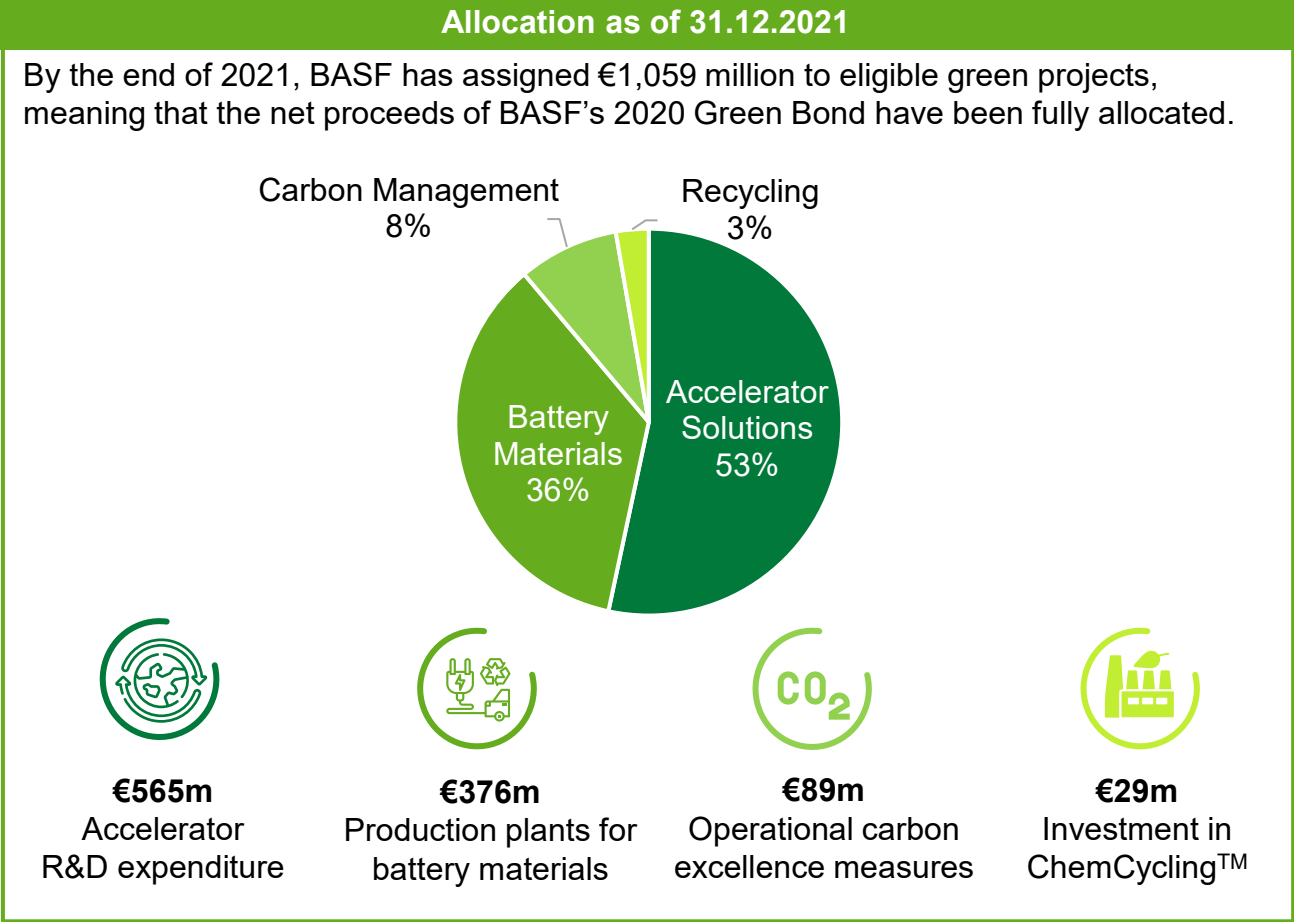 Allocation as of 31.12.2021
By the end of 2021, BASF has assigned €1,059 million to eligible green projects,
meaning that the net proceeds of BASF’s 2020 Green Bond have been fully allocated.
Carbon Management
8%
Recycling
3%
Accelerator
Solutions
53%
Battery
Materials
36%
CO2
€565m
Accelerator
R&D expenditure
€376m
Production plants for
battery materials
€89m
Operational carbon
excellence measures
€29m
Investment in
ChemCycling™